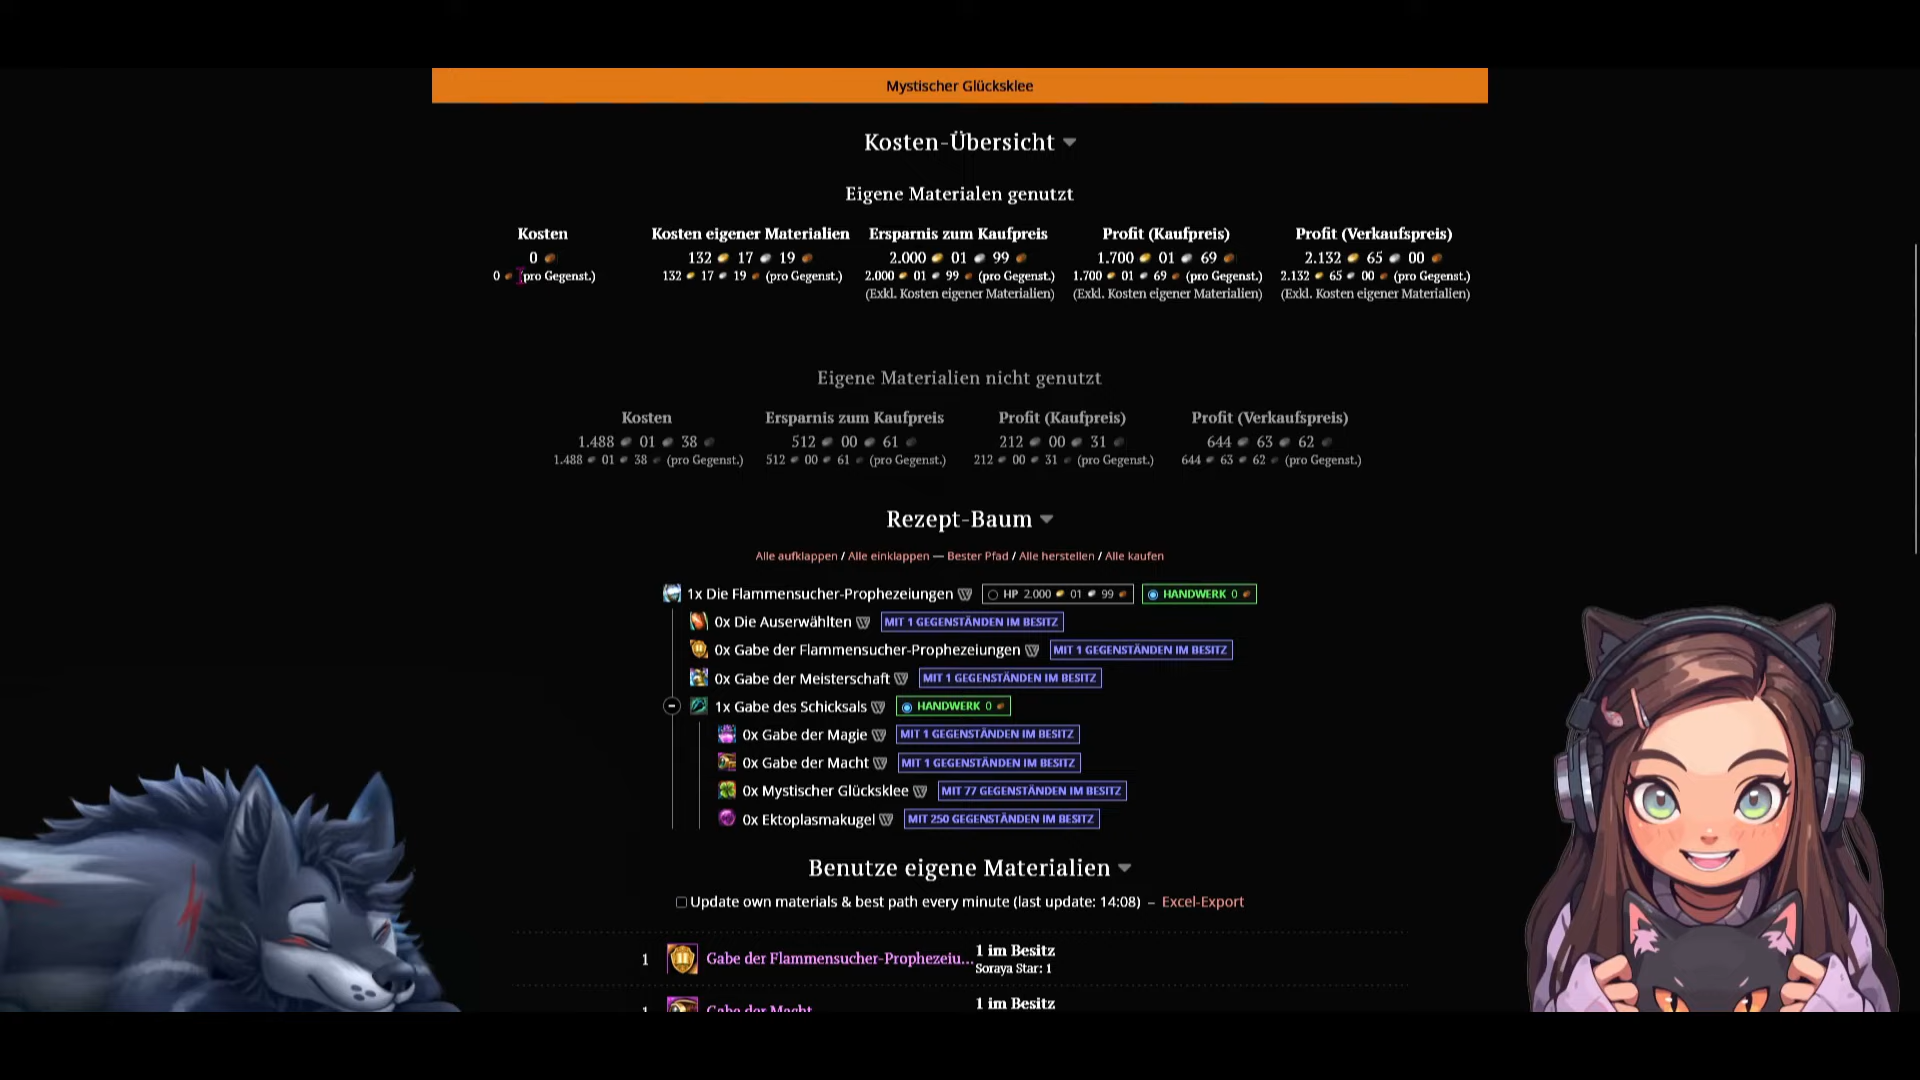 Mystischer Glücksklee
Kosten-Übersicht
Eigene Materialen genutzt
Kosten Kosten eigener Materialien Ersparnis zum Kaufpreis Profit (Kaufpreis) Profit (Verkaufspreis)
0 132 17 19 2.000 01 99 1.700 01 69 2.132 65 00
0 (pro Gegenst.) 132 17 19 (pro Gegenst.) 2.000 01 99 (pro Gegenst.) 1.700 01 69 (pro Gegenst.) 2.132 65 00 (pro Gegenst.)
(Exkl. Kosten eigener Materialien) (Exkl. Kosten eigener Materialien) (Exkl. Kosten eigener Materialien)
Eigene Materialien nicht genutzt
Kosten Ersparnis zum Kaufpreis Profit (Kaufpreis) Profit (Verkaufspreis)
1.488 01 38 512 00 61 212 00 31 644 63 62
1.488 01 38 (pro Gegenst.) 512 00 61 (pro Gegenst.) 212 00 31 (pro Gegenst.) 644 63 62 (pro Gegenst.)
Rezept-Baum
Alle aufklappen / Alle einklappen — Bester Pfad / Alle herstellen / Alle kaufen
1x Die Flammensucher-Prophezeiungen HP 2.000 01 99 HANDWERK 0
0x Die Auserwählten MIT 1 GEGENSTÄNDEN IM BESITZ
0x Gabe der Flammensucher-Prophezeiungen MIT 1 GEGENSTÄNDEN IM BESITZ
0x Gabe der Meisterschaft MIT 1 GEGENSTÄNDEN IM BESITZ
1x Gabe des Schicksals HANDWERK 0
0x Gabe der Magie MIT 1 GEGENSTÄNDEN IM BESITZ
0x Gabe der Macht MIT 1 GEGENSTÄNDEN IM BESITZ
0x Mystischer Glücksklee MIT 77 GEGENSTÄNDEN IM BESITZ
0x Ektoplasmakugel MIT 250 GEGENSTÄNDEN IM BESITZ
Benutze eigene Materialien
Update own materials & best path every minute (last update: 14:08) – Excel-Export
1 Gabe der Flammensucher-Prophezeiu... 1 im Besitz
Soraya Star: 1
1 Gabe der Macht 1 im Besitz